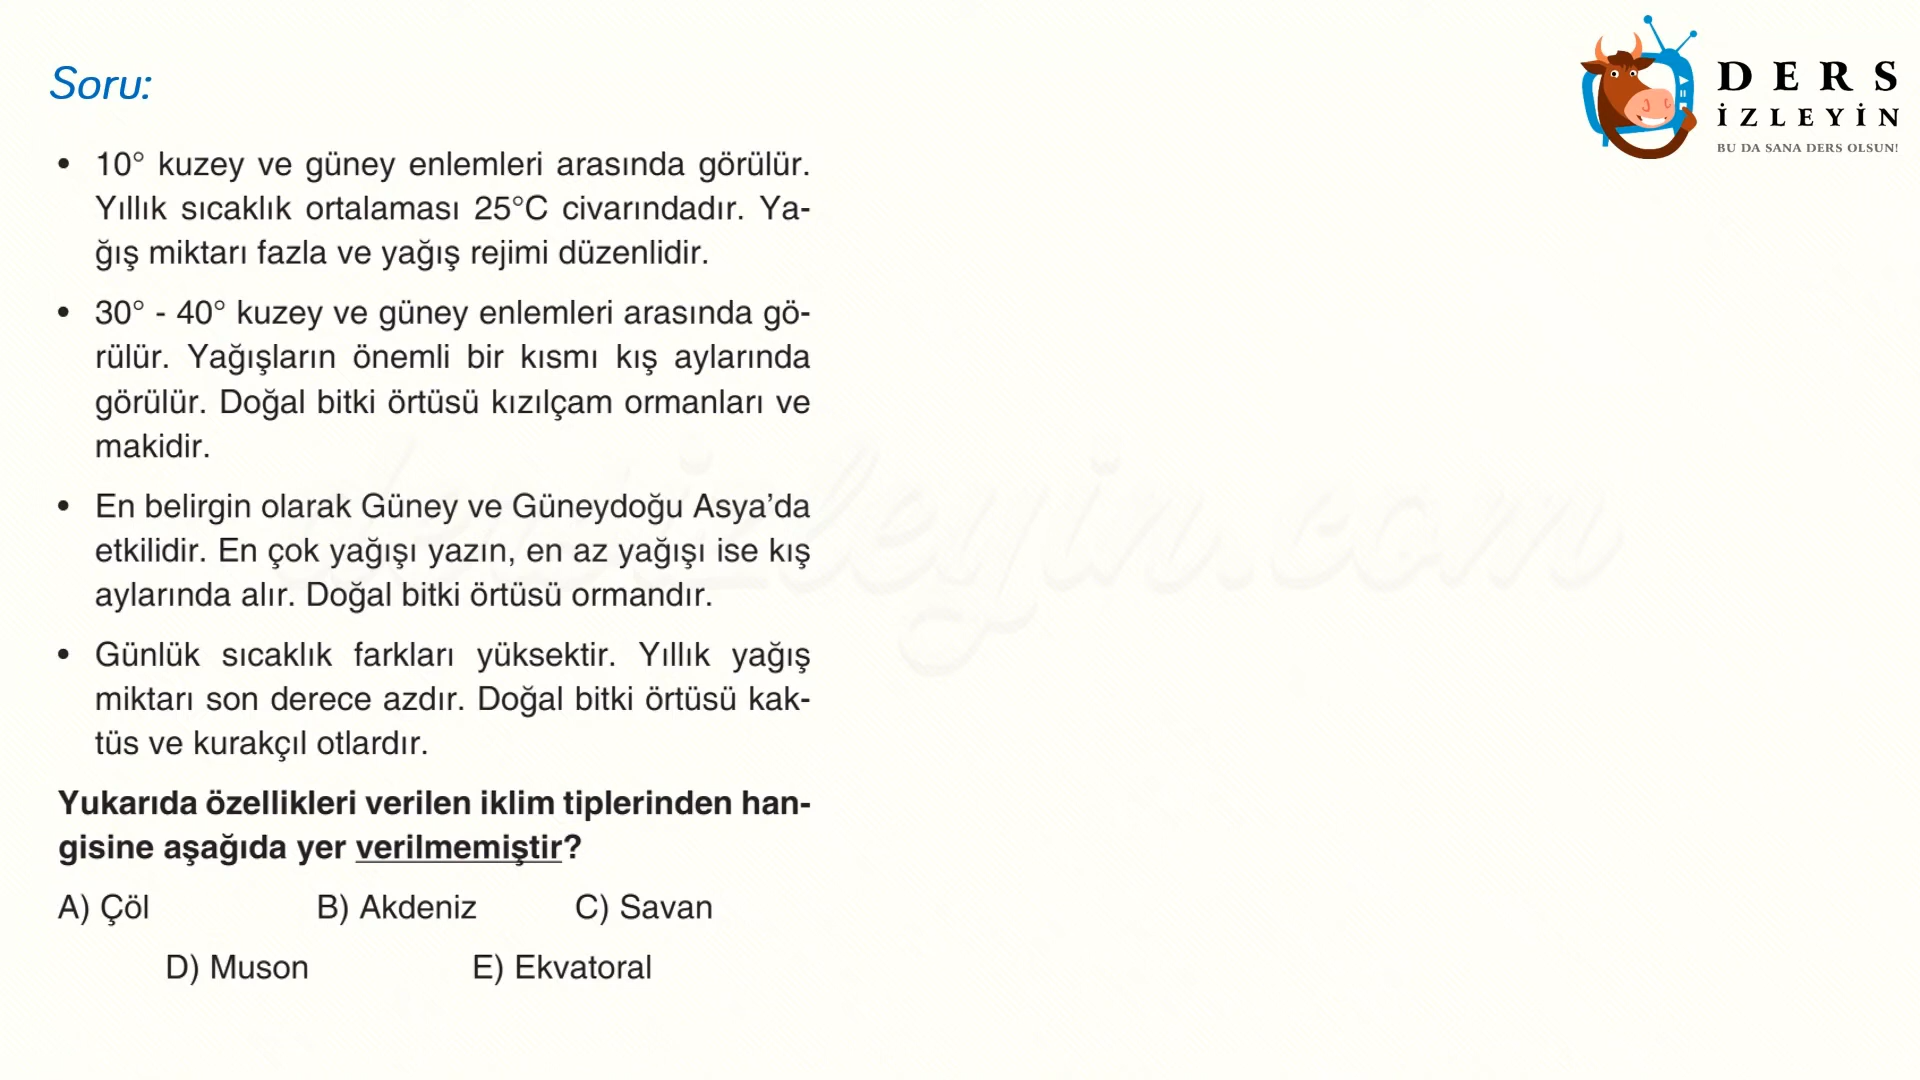 Soru:
DERS
İZLEYİN
BU DA SANA DERS OLSUN!
• 10° kuzey ve güney enlemleri arasında görülür.
Yıllık sıcaklık ortalaması 25°C civarındadır. Ya-
ğış miktarı fazla ve yağış rejimi düzenlidir.
• 30° - 40° kuzey ve güney enlemleri arasında gö-
rülür. Yağışların önemli bir kısmı kış aylarında
görülür. Doğal bitki örtüsü kızılçam ormanları ve
makidir.
• En belirgin olarak Güney ve Güneydoğu Asya’da
etkilidir. En çok yağışı yazın, en az yağışı ise kış
aylarında alır. Doğal bitki örtüsü ormandır.
• Günlük sıcaklık farkları yüksektir. Yıllık yağış
miktarı son derece azdır. Doğal bitki örtüsü kak-
tüs ve kurakçıl otlardır.
Yukarıda özellikleri verilen iklim tiplerinden han-
gisine aşağıda yer verilmemiştir?
A) Çöl B) Akdeniz C) Savan
D) Muson E) Ekvatoral
dersizleyin.com